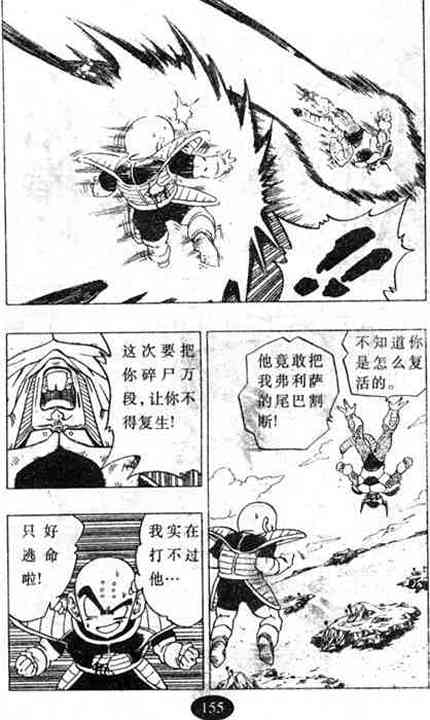 不知道你
是怎么复
活的。
他竟敢把
我弗利萨
的尾巴割
断!
这次要把
你碎尸万
段,让你不
得复生!
我实在
打不过
他…
只好
逃命
啦!
155